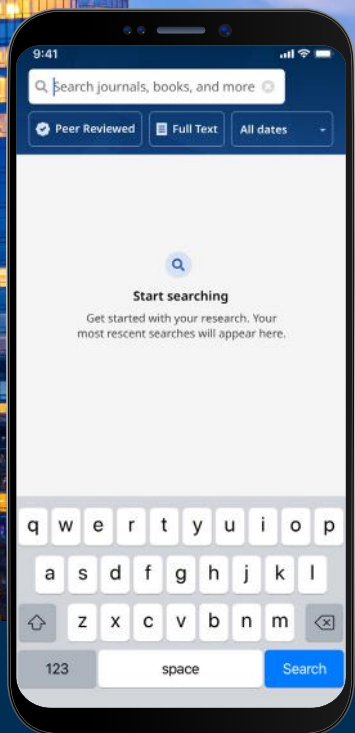 9:41
Search journals, books, and more
Peer Reviewed Full Text All dates
Start searching
Get started with your research. Your
most rescent searches will appear here.
q w e r t y u i o p
a s d f g h j k l
z x c v b n m
123 space Search